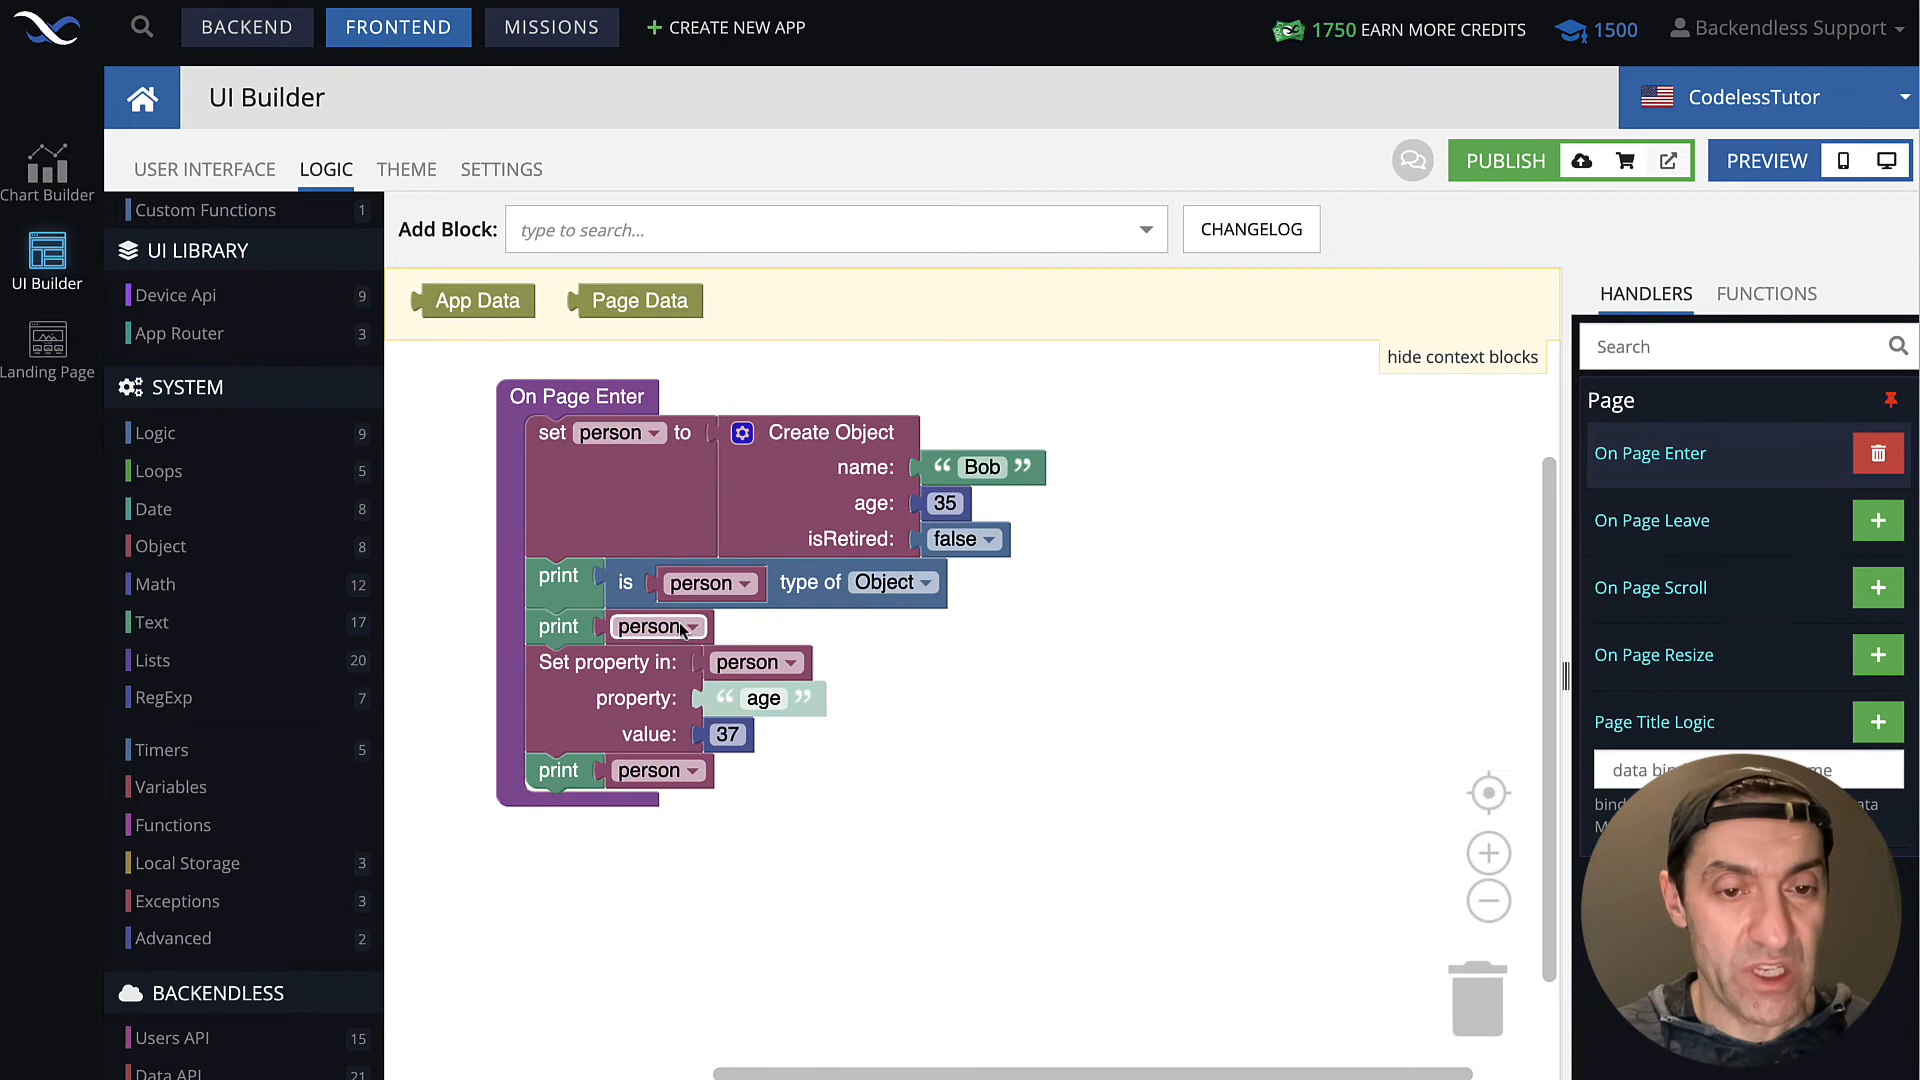 BACKEND
FRONTEND
MISSIONS
+ CREATE NEW APP
1750 EARN MORE CREDITS
1500
Backendless Support
UI Builder
CodelessTutor
Chart Builder
UI Builder
Landing Page
USER INTERFACE
LOGIC
THEME
SETTINGS
PUBLISH
PREVIEW
Custom Functions 1
UI LIBRARY
Device Api 9
App Router 3
SYSTEM
Logic 9
Loops 5
Date 8
Object 8
Math 12
Text 17
Lists 20
RegExp 7
Timers 5
Variables
Functions
Local Storage 3
Exceptions 3
Advanced 2
BACKENDLESS
Users API 15
Data API 21
Add Block: type to search...
CHANGELOG
App Data
Page Data
hide context blocks
On Page Enter
set person to Create Object
name: “ Bob ”
age: 35
isRetired: false
print is person type of Object
print person
Set property in: person
property: “ age ”
value: 37
print person
HANDLERS
FUNCTIONS
Search
Page
On Page Enter
On Page Leave
On Page Scroll
On Page Resize
Page Title Logic
data